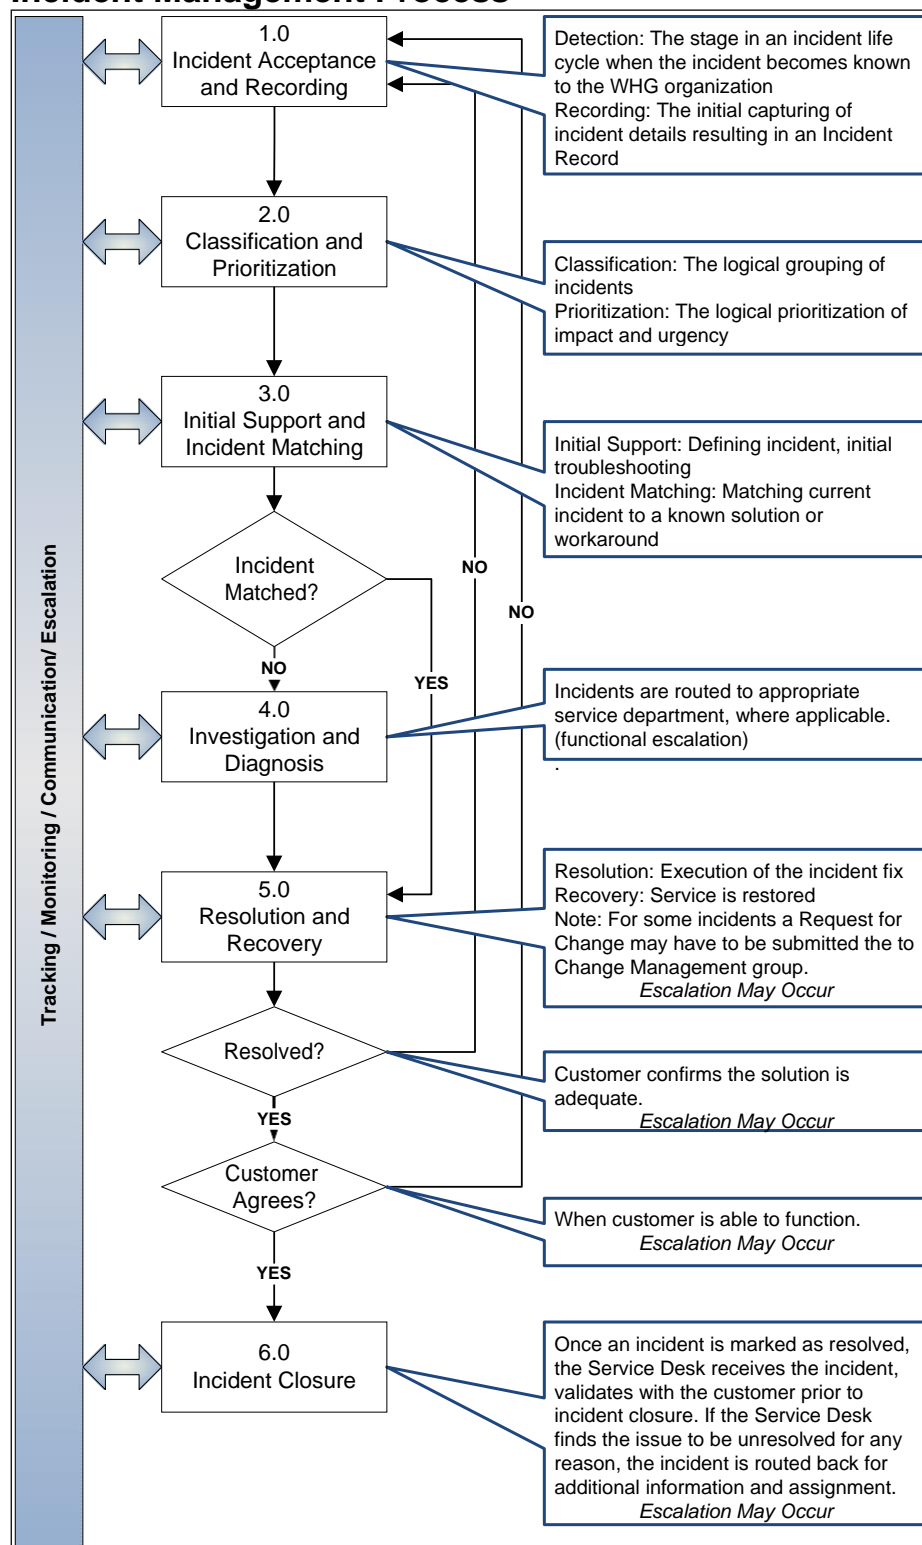 Incident Management Process
1.0
Incident Acceptance
and Recording
Detection: The stage in an incident life
cycle when the incident becomes known
to the WHG organization
Recording: The initial capturing of
incident details resulting in an Incident
Record
2.0
Classification and
Prioritization
Classification: The logical grouping of
incidents
Prioritization: The logical prioritization of
impact and urgency
3.0
Initial Support and
Incident Matching
Initial Support: Defining incident, initial
troubleshooting
Incident Matching: Matching current
incident to a known solution or
workaround
Tracking / Monitoring / Communication/ Escalation
Incident
Matched?
NO
NO
NO
YES
4.0
Investigation and
Diagnosis
Incidents are routed to appropriate
service department, where applicable.
(functional escalation)
.
5.0
Resolution and
Recovery
Resolution: Execution of the incident fix
Recovery: Service is restored
Note: For some incidents a Request for
Change may have to be submitted the to
Change Management group.
Escalation May Occur
Resolved?
Customer confirms the solution is
adequate.
Escalation May Occur
YES
Customer
Agrees?
When customer is able to function.
Escalation May Occur
YES
6.0
Incident Closure
Once an incident is marked as resolved,
the Service Desk receives the incident,
validates with the customer prior to
incident closure. If the Service Desk
finds the issue to be unresolved for any
reason, the incident is routed back for
additional information and assignment.
Escalation May Occur